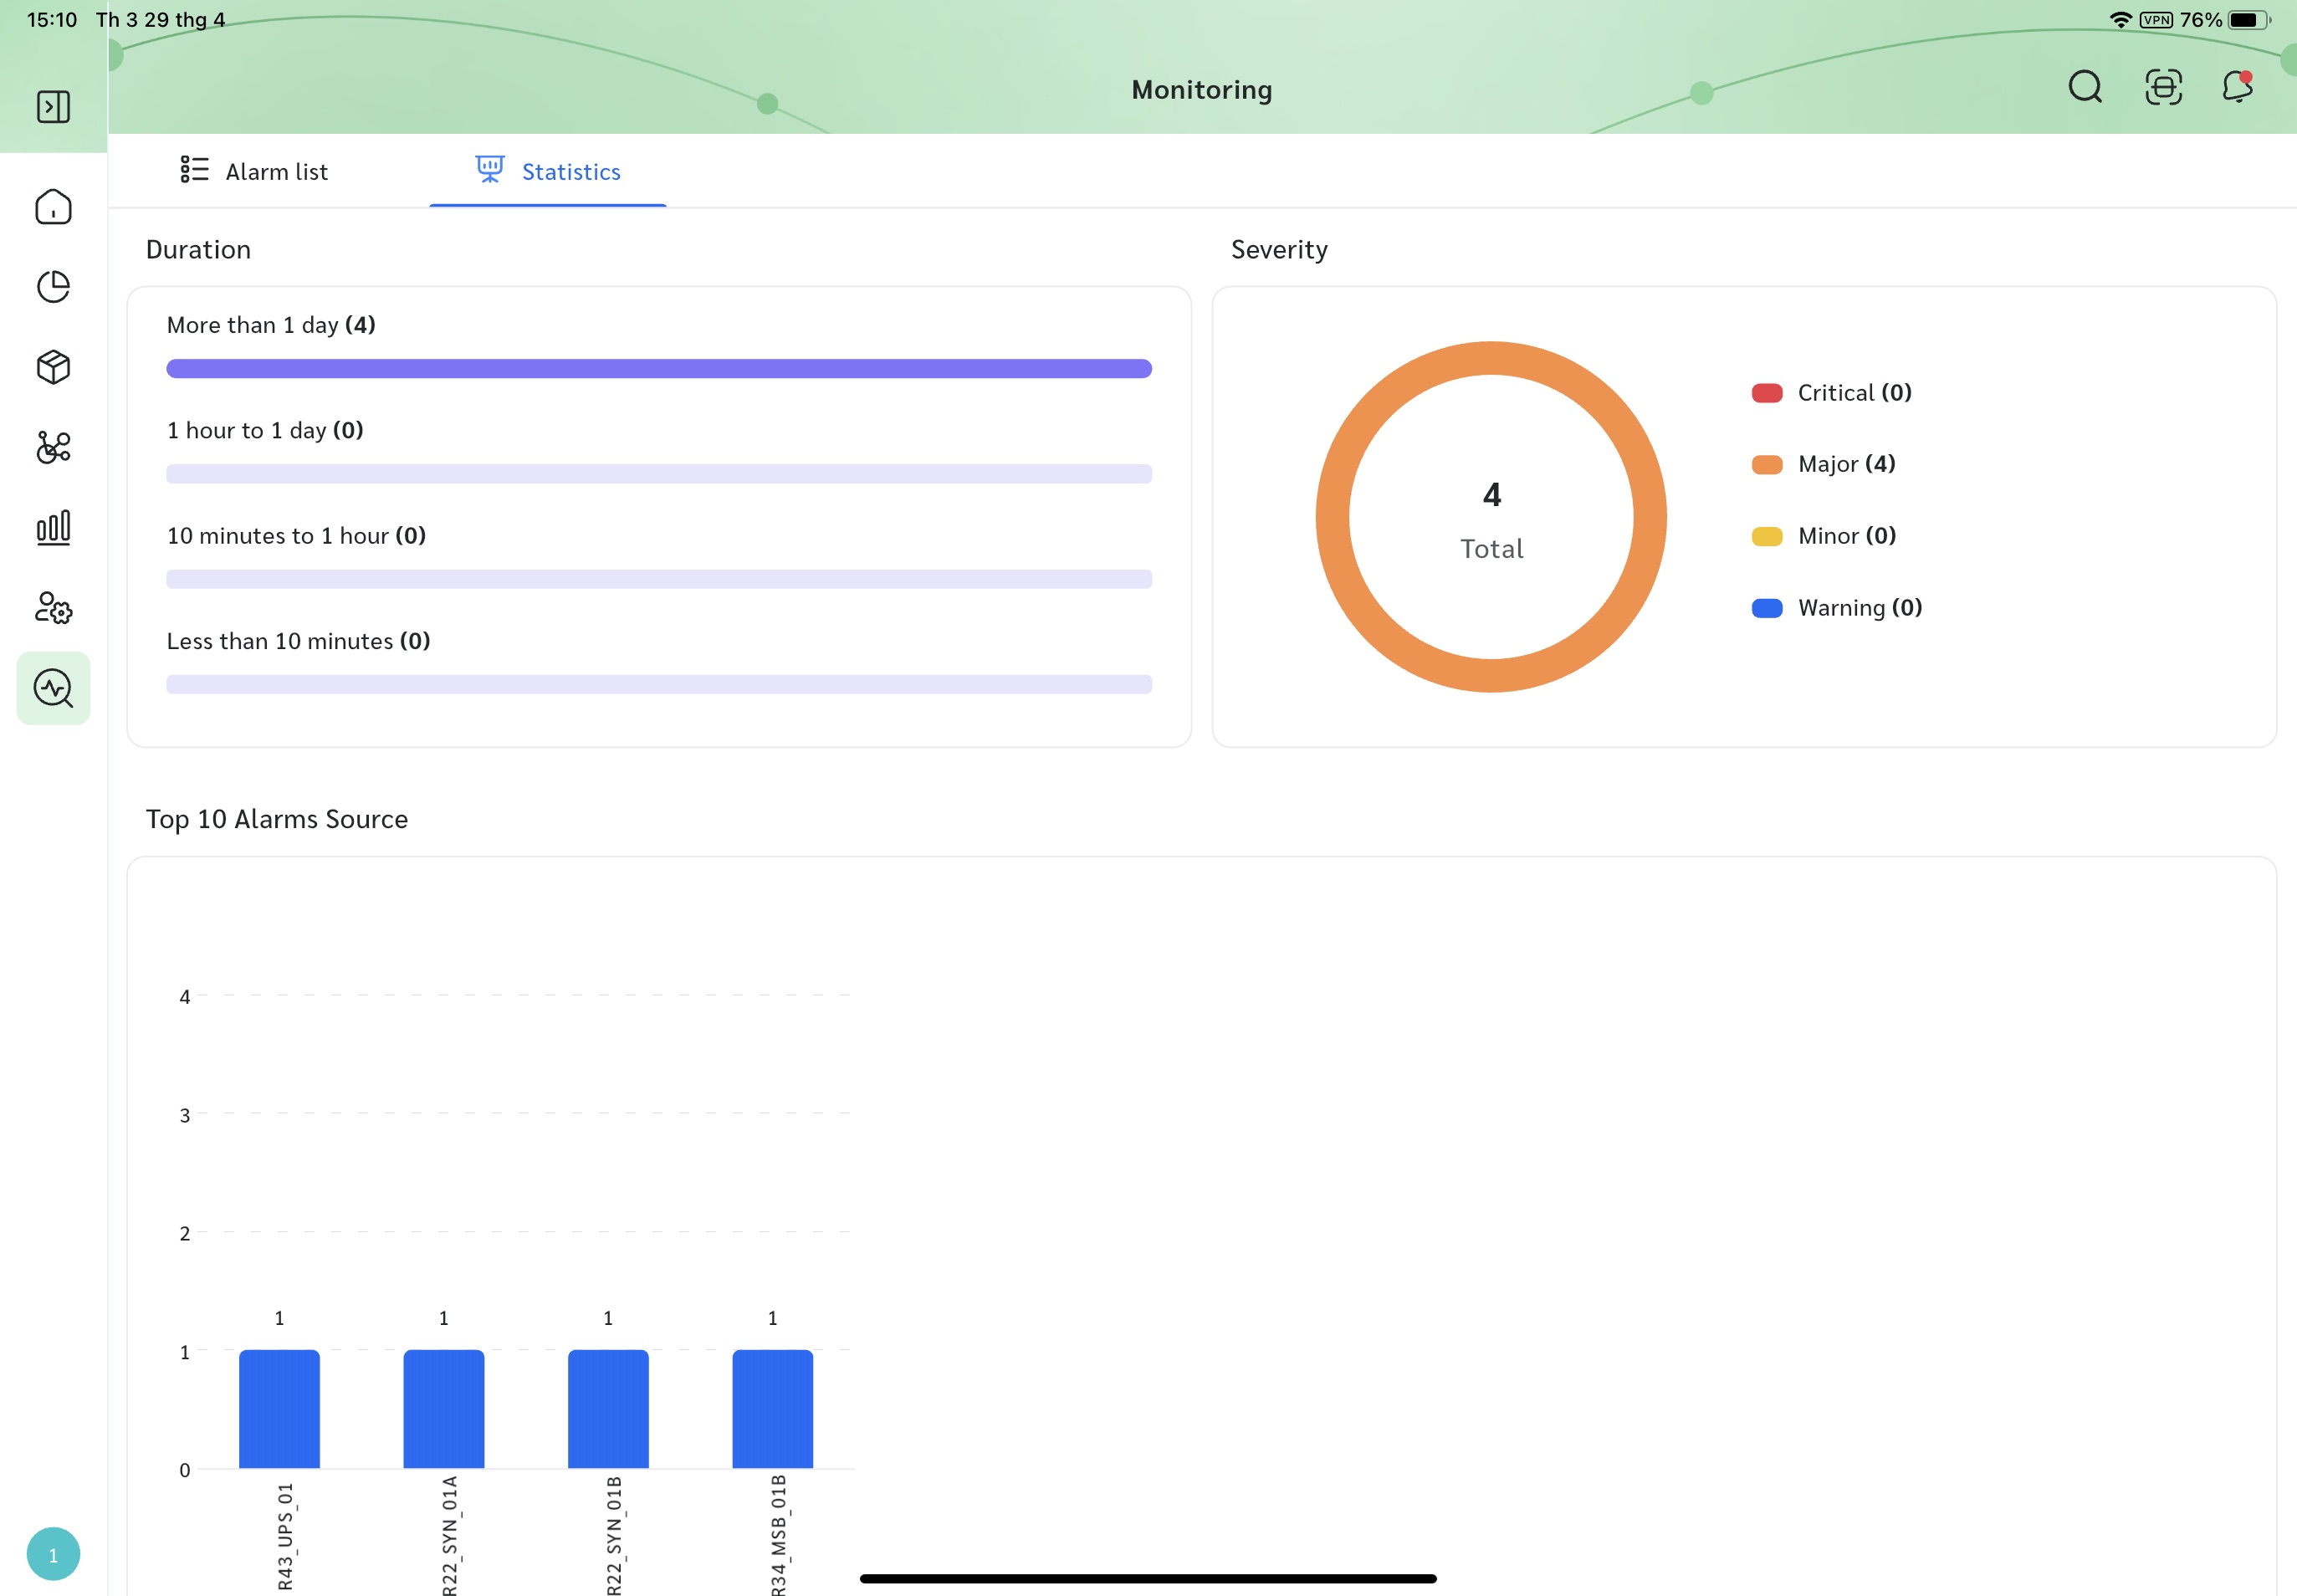 15:10 Th 3 29 thg 4
VPN 76%
Monitoring
Alarm list
Statistics
Duration
More than 1 day (4)
1 hour to 1 day (0)
10 minutes to 1 hour (0)
Less than 10 minutes (0)
Severity
4
Total
Critical (0)
Major (4)
Minor (0)
Warning (0)
Top 10 Alarms Source
4
3
2
1
0
1
1
1
1
R43_UPS_01
R22_SYN_01A
R22_SYN_01B
R34_MSB_01B
1